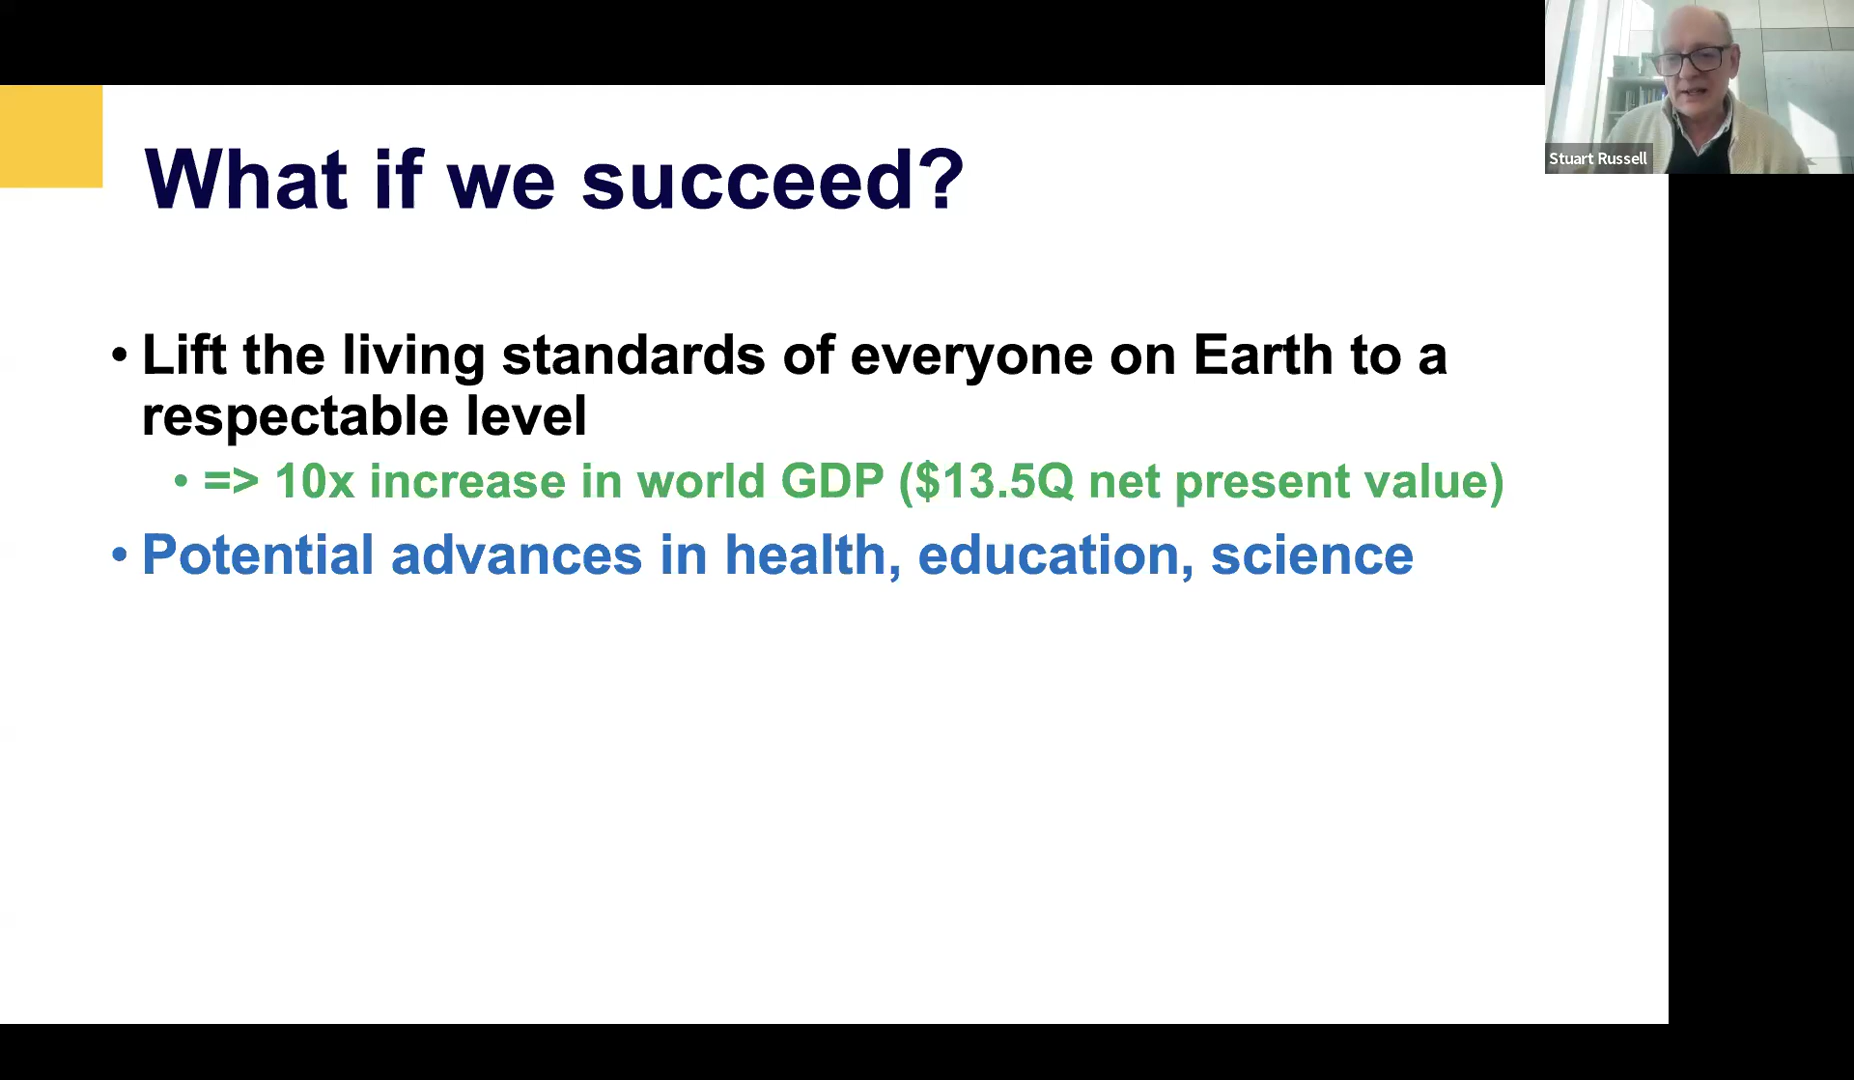 What if we succeed?
• Lift the living standards of everyone on Earth to a
respectable level
• => 10x increase in world GDP ($13.5Q net present value)
• Potential advances in health, education, science
Stuart Russell